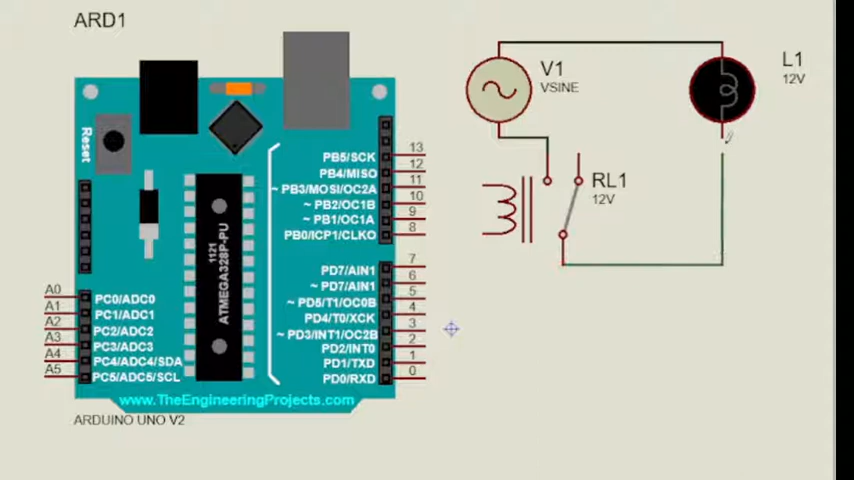 ARD1
Reset
1121
ATMEGA328P-PU
PB5/SCK
PB4/MISO
~ PB3/MOSI/OC2A
~ PB2/OC1B
~ PB1/OC1A
PB0/ICP1/CLKO
13
12
11
10
9
8
PD7/AIN1
~ PD7/AIN1
~ PD5/T1/OC0B
PD4/T0/XCK
~ PD3/INT1/OC2B
PD2/INT0
PD1/TXD
PD0/RXD
7
6
5
4
3
2
1
0
A0
A1
A2
A3
A4
A5
PC0/ADC0
PC1/ADC1
PC2/ADC2
PC3/ADC3
PC4/ADC4/SDA
PC5/ADC5/SCL
www.TheEngineeringProjects.com
ARDUINO UNO V2
V1
VSINE
L1
12V
RL1
12V